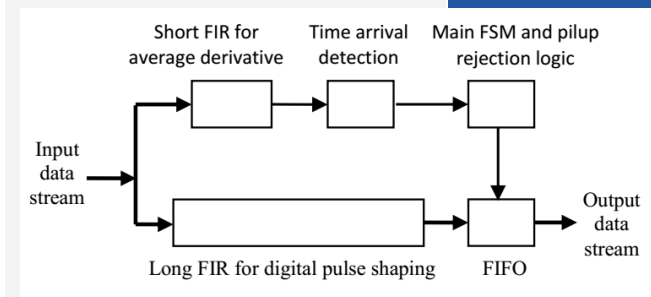 Short FIR for
average derivative
Time arrival
detection
Main FSM and pilup
rejection logic
Input
data
stream
Output
data
stream
Long FIR for digital pulse shaping
FIFO